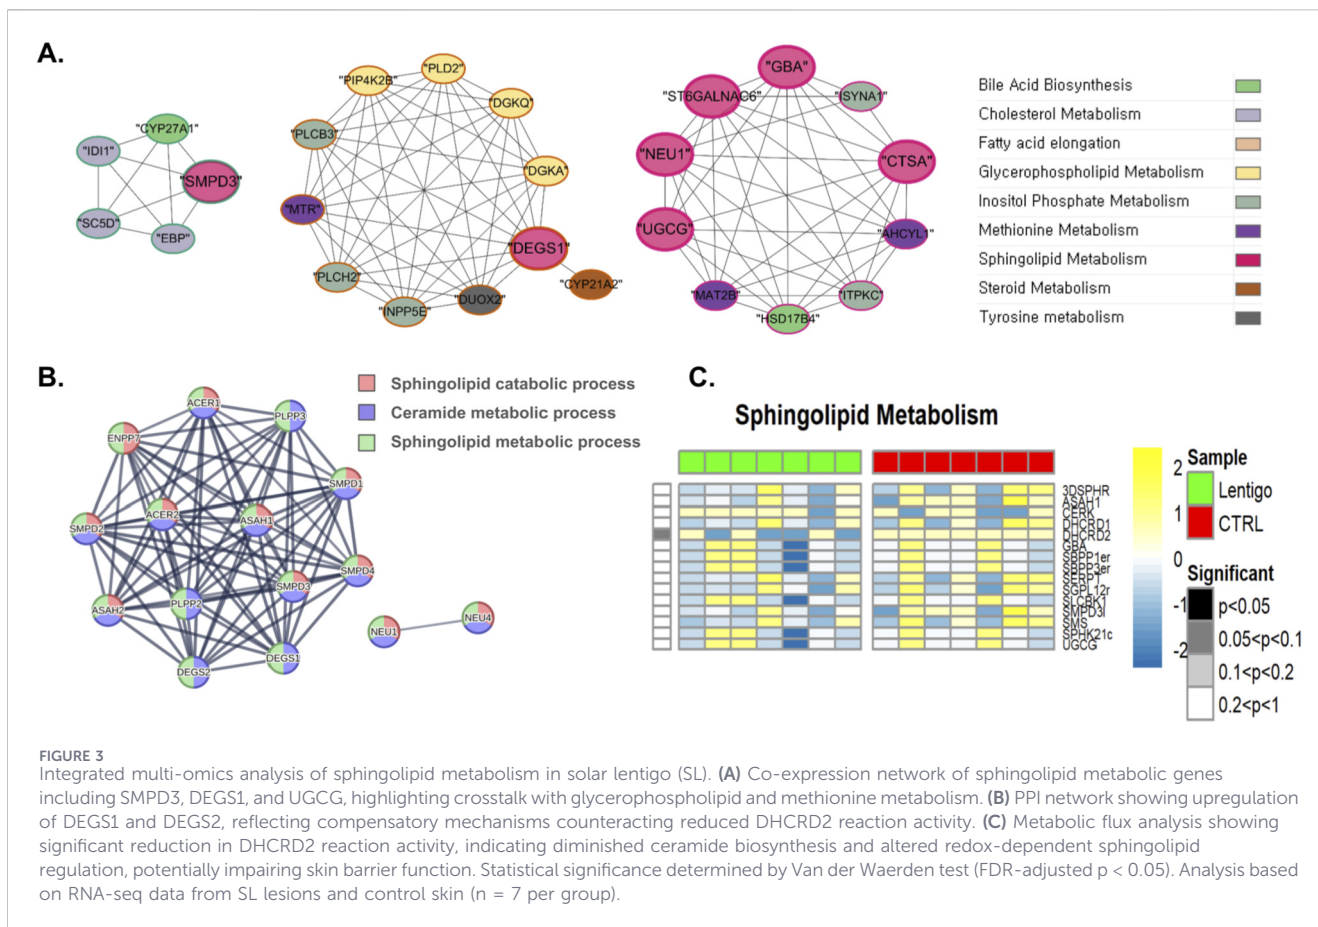 A.
"CYP27A1"
"IDI1"
"SMPD3"
"SC5D"
"EBP"
"PLD2"
"PIP4K2B"
"DGKQ"
"PLCB3"
"DGKA"
"MTR"
"DEGS1"
"PLCH2"
"CYP21A2"
"DUOX2"
"INPP5E"
"GBA"
"ST6GALNAC6"
"ISYNA1"
"NEU1"
"CTSA"
"UGCG"
"AHCYL1"
"MAT2B"
"ITPKC"
"HSD17B4"
Bile Acid Biosynthesis
Cholesterol Metabolism
Fatty acid elongation
Glycerophospholipid Metabolism
Inositol Phosphate Metabolism
Methionine Metabolism
Sphingolipid Metabolism
Steroid Metabolism
Tyrosine metabolism
B.
ACER1
PLPP3
ENPP7
SMPD1
ACER2
ASAH1
SMPD2
SMPD4
SMPD3
PLPP2
ASAH2
NEU4
NEU1
DEGS1
DEGS2
Sphingolipid catabolic process
Ceramide metabolic process
Sphingolipid metabolic process
C.
Sphingolipid Metabolism
3DSPHR
ASAH1
CERK
DHCRD1
DHCRD2
GBA
SBPP1er
SBPP3er
SERPT
SGPL12r
SLCBK1
SMPD3l
SMS
SPHK21c
UGCG
2
1
0
-1
-2
Sample
Lentigo
CTRL
Significant
p<0.05
0.05<p<0.1
0.1<p<0.2
0.2<p<1
FIGURE 3
Integrated multi-omics analysis of sphingolipid metabolism in solar lentigo (SL). (A) Co-expression network of sphingolipid metabolic genes
including SMPD3, DEGS1, and UGCG, highlighting crosstalk with glycerophospholipid and methionine metabolism. (B) PPI network showing upregulation
of DEGS1 and DEGS2, reflecting compensatory mechanisms counteracting reduced DHCRD2 reaction activity. (C) Metabolic flux analysis showing
significant reduction in DHCRD2 reaction activity, indicating diminished ceramide biosynthesis and altered redox-dependent sphingolipid
regulation, potentially impairing skin barrier function. Statistical significance determined by Van der Waerden test (FDR-adjusted p < 0.05). Analysis based
on RNA-seq data from SL lesions and control skin (n = 7 per group).